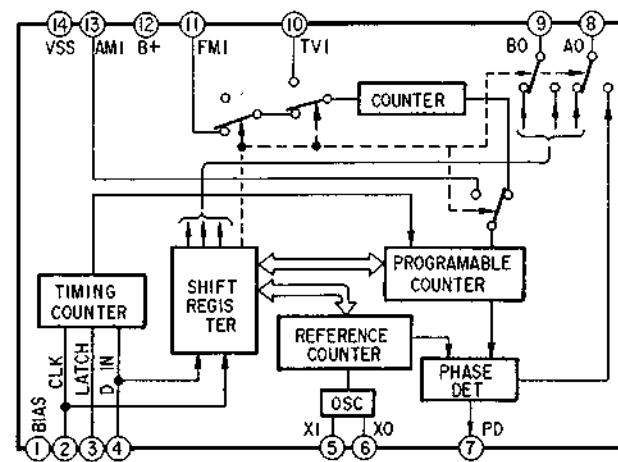 14 13 12 11 10 9 8
VSS AMI B+ FMI TVI BO AO
COUNTER
TIMING
COUNTER
SHIFT
REGIS
TER
PROGRAMABLE
COUNTER
REFERENCE
COUNTER
PHASE
DET
OSC
BIAS
CLK
LATCH
D IN
XI XO PD
1 2 3 4 5 6 7